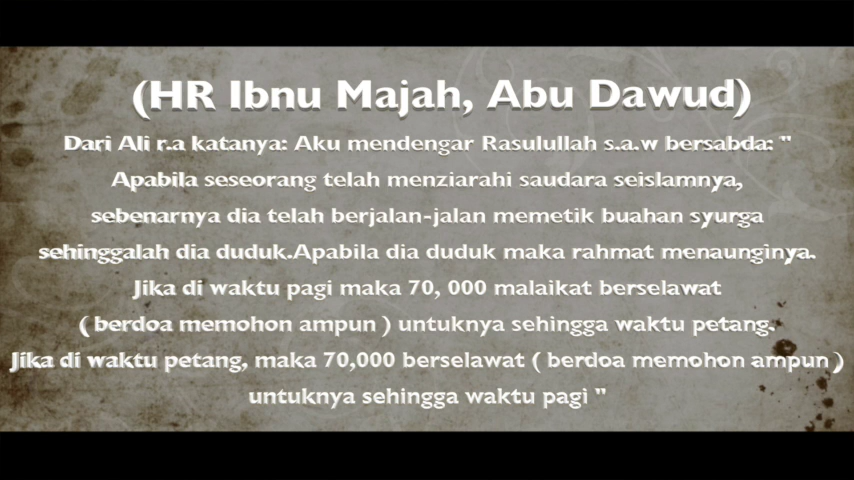 (HR Ibnu Majah, Abu Dawud)
Dari Ali r.a katanya: Aku mendengar Rasulullah s.a.w bersabda: "
Apabila seseorang telah menziarahi saudara seislamnya,
sebenarnya dia telah berjalan-jalan memetik buahan syurga
sehinggalah dia duduk.Apabila dia duduk maka rahmat menaunginya.
Jika di waktu pagi maka 70, 000 malaikat berselawat
( berdoa memohon ampun ) untuknya sehingga waktu petang.
Jika di waktu petang, maka 70,000 berselawat ( berdoa memohon ampun )
untuknya sehingga waktu pagi "